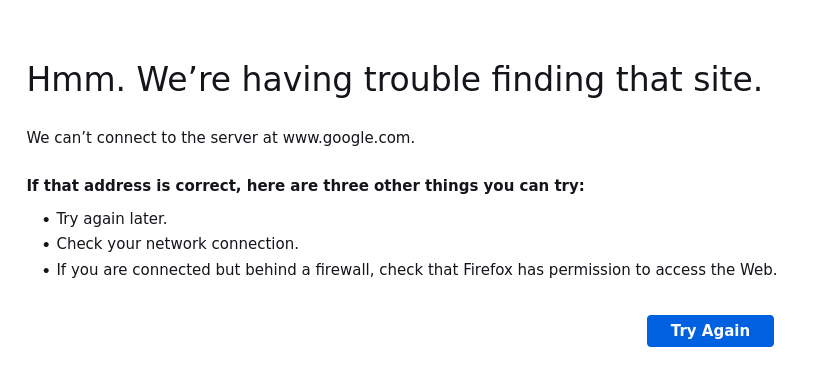 Hmm. We’re having trouble finding that site.
We can’t connect to the server at www.google.com.
If that address is correct, here are three other things you can try:
• Try again later.
• Check your network connection.
• If you are connected but behind a firewall, check that Firefox has permission to access the Web.
Try Again